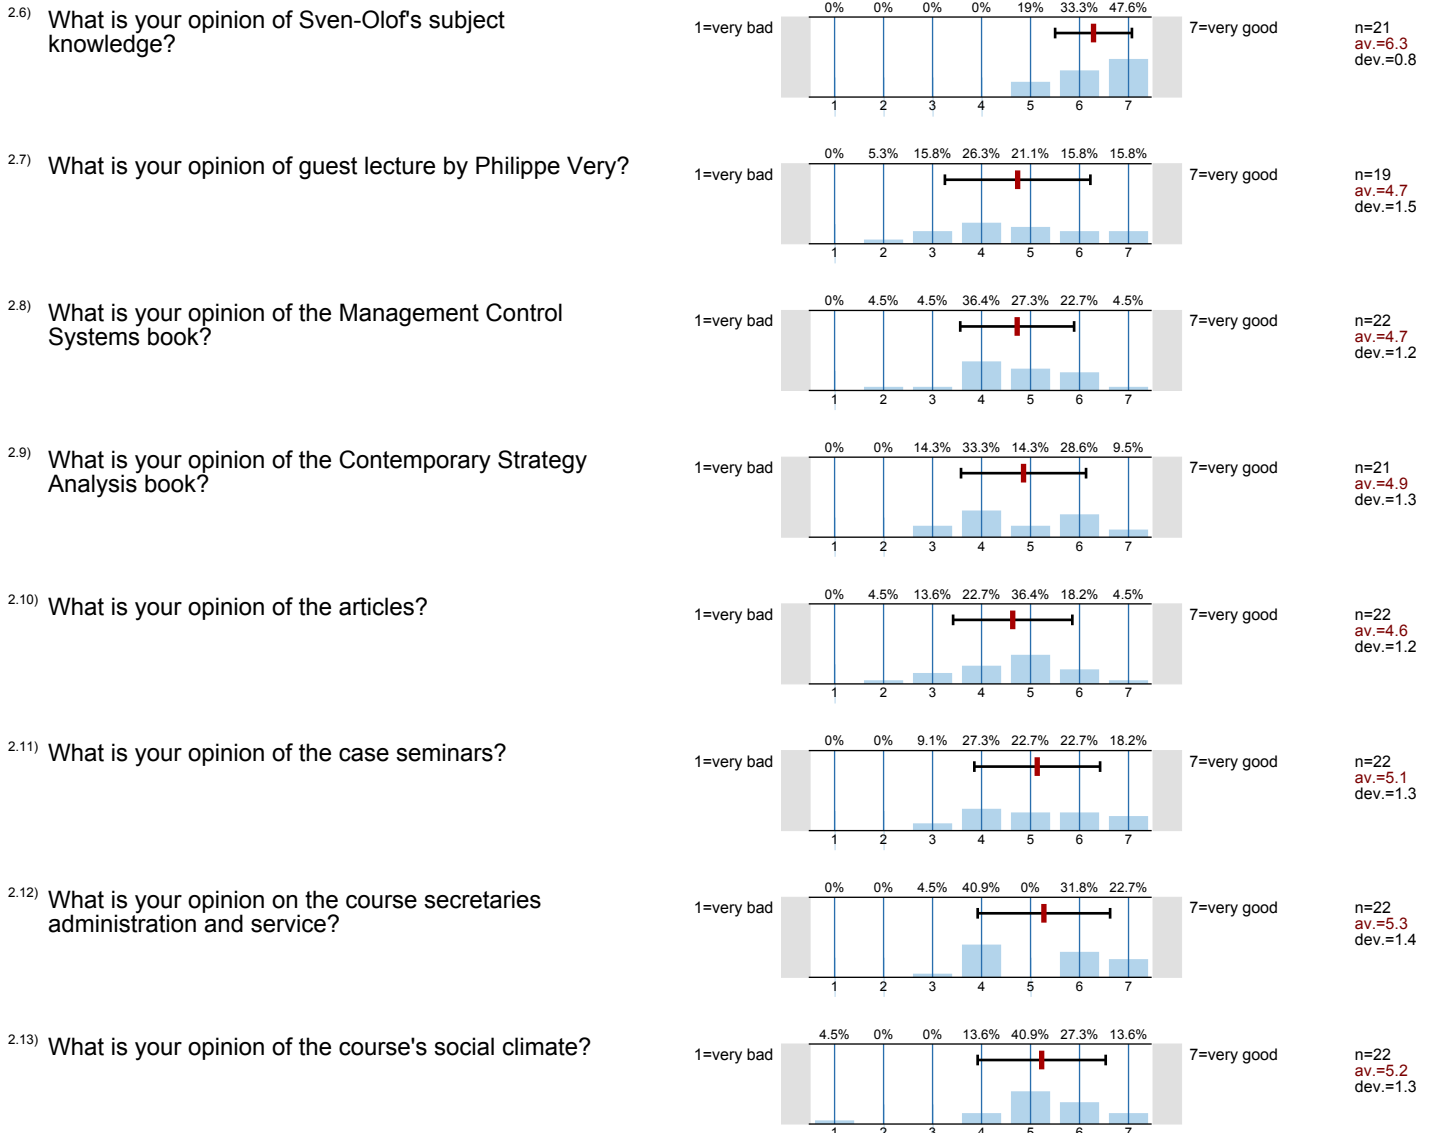 2.6) What is your opinion of Sven-Olof's subject
knowledge?
0% 0% 0% 0% 19% 33.3% 47.6%
1=very bad 7=very good
n=21
av.=6.3
dev.=0.8
1 2 3 4 5 6 7
2.7) What is your opinion of guest lecture by Philippe Very?
0% 5.3% 15.8% 26.3% 21.1% 15.8% 15.8%
1=very bad 7=very good
n=19
av.=4.7
dev.=1.5
1 2 3 4 5 6 7
2.8) What is your opinion of the Management Control
Systems book?
0% 4.5% 4.5% 36.4% 27.3% 22.7% 4.5%
1=very bad 7=very good
n=22
av.=4.7
dev.=1.2
1 2 3 4 5 6 7
2.9) What is your opinion of the Contemporary Strategy
Analysis book?
0% 0% 14.3% 33.3% 14.3% 28.6% 9.5%
1=very bad 7=very good
n=21
av.=4.9
dev.=1.3
1 2 3 4 5 6 7
2.10) What is your opinion of the articles?
0% 4.5% 13.6% 22.7% 36.4% 18.2% 4.5%
1=very bad 7=very good
n=22
av.=4.6
dev.=1.2
1 2 3 4 5 6 7
2.11) What is your opinion of the case seminars?
0% 0% 9.1% 27.3% 22.7% 22.7% 18.2%
1=very bad 7=very good
n=22
av.=5.1
dev.=1.3
1 2 3 4 5 6 7
2.12) What is your opinion on the course secretaries
administration and service?
0% 0% 4.5% 40.9% 0% 31.8% 22.7%
1=very bad 7=very good
n=22
av.=5.3
dev.=1.4
1 2 3 4 5 6 7
2.13) What is your opinion of the course's social climate?
4.5% 0% 0% 13.6% 40.9% 27.3% 13.6%
1=very bad 7=very good
n=22
av.=5.2
dev.=1.3
1 2 3 4 5 6 7